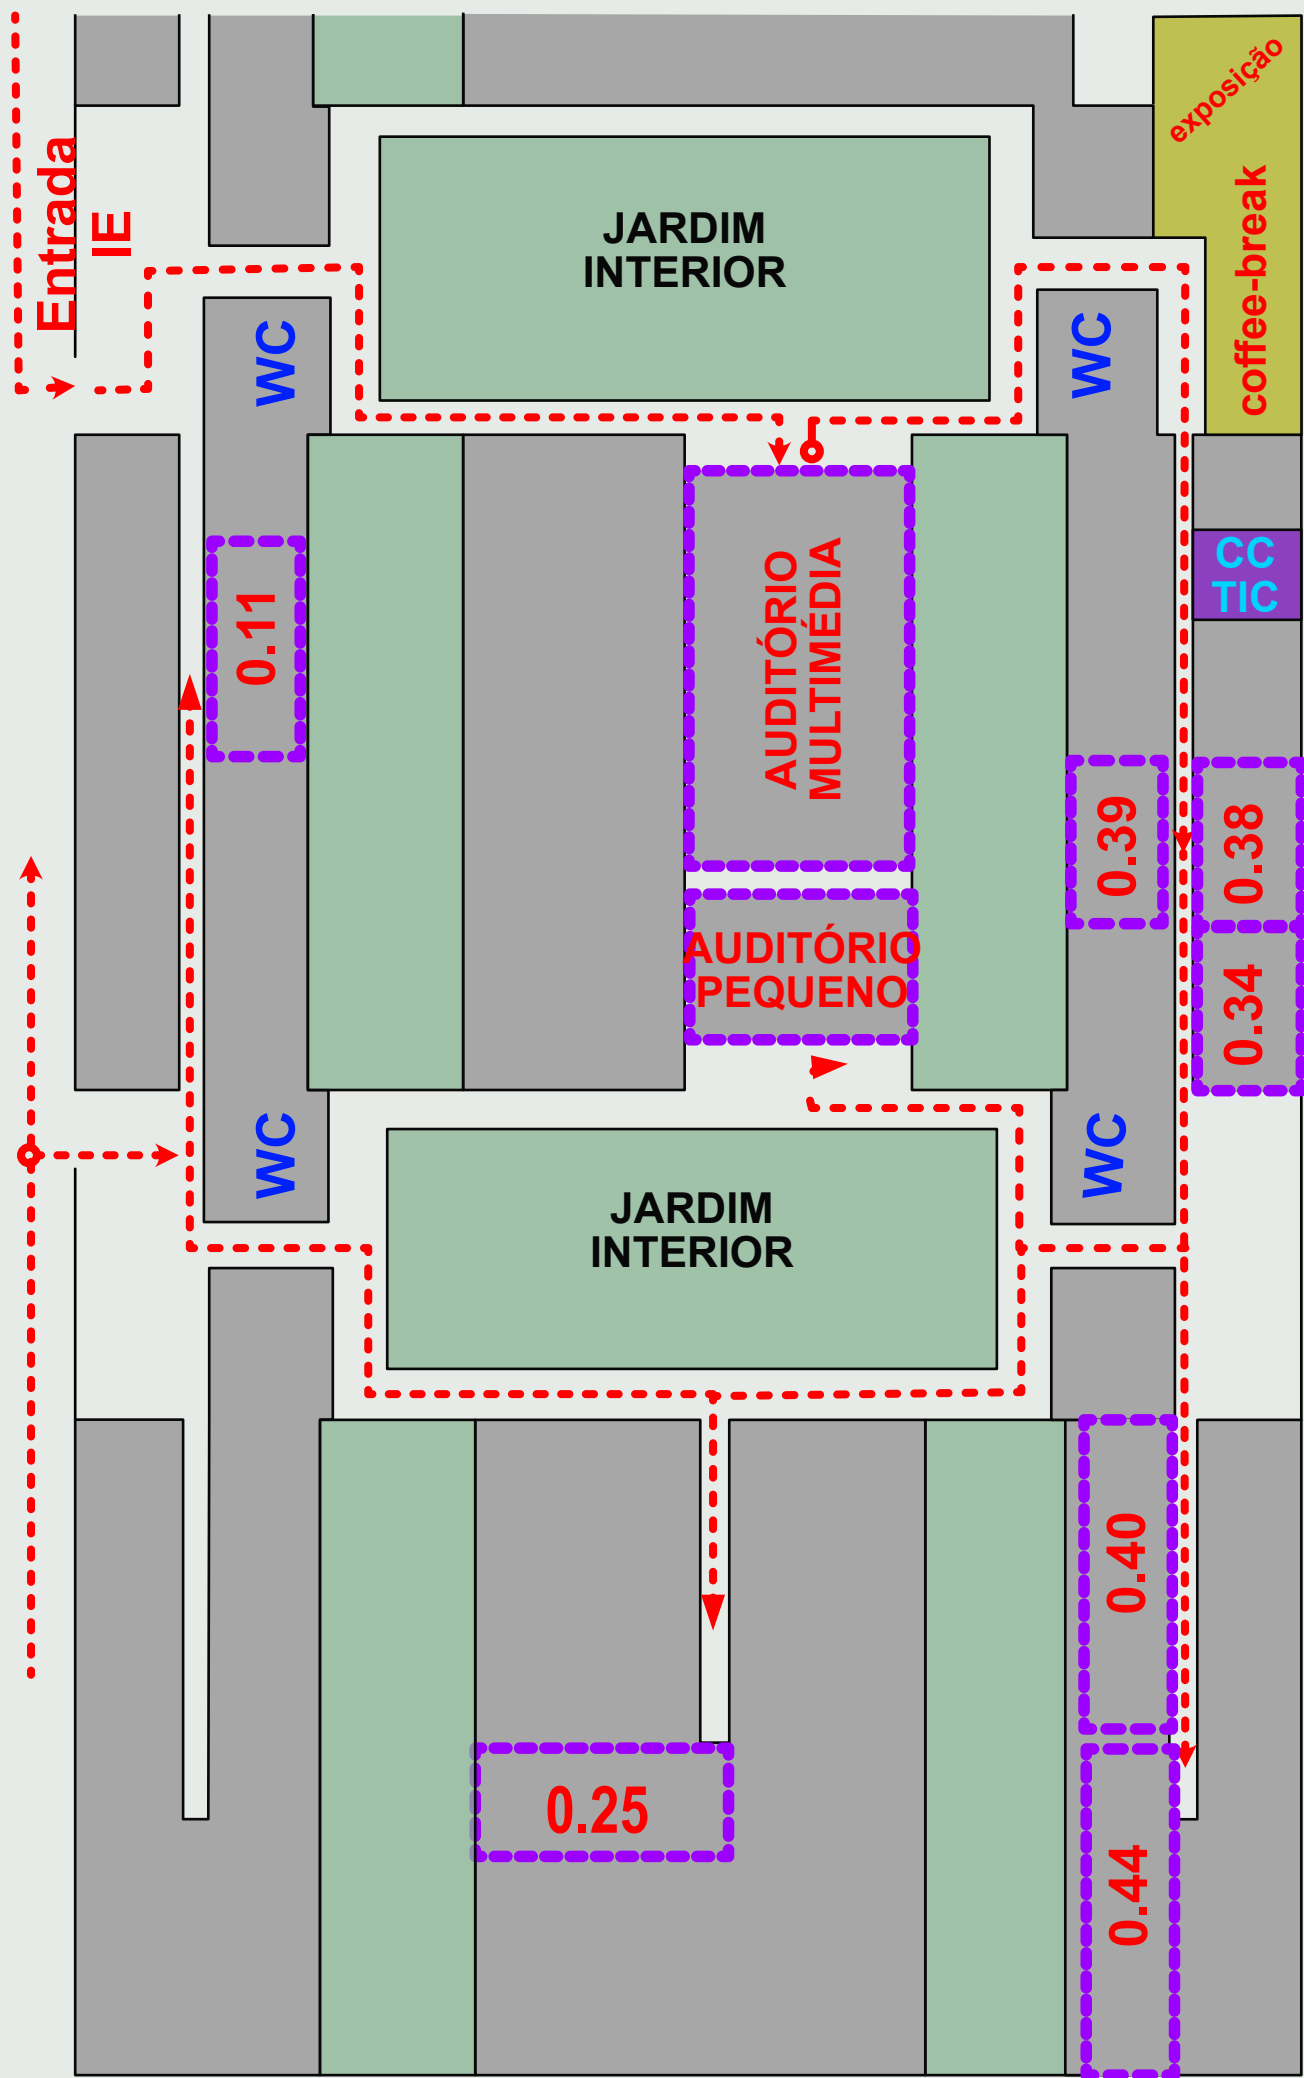 exposição
coffee-break
Entrada
IE
JARDIM
INTERIOR
WC
WC
CC
TIC
0.11
AUDITÓRIO
MULTIMÉDIA
0.39
0.38
AUDITÓRIO
PEQUENO
0.34
WC
WC
JARDIM
INTERIOR
0.40
0.25
0.44